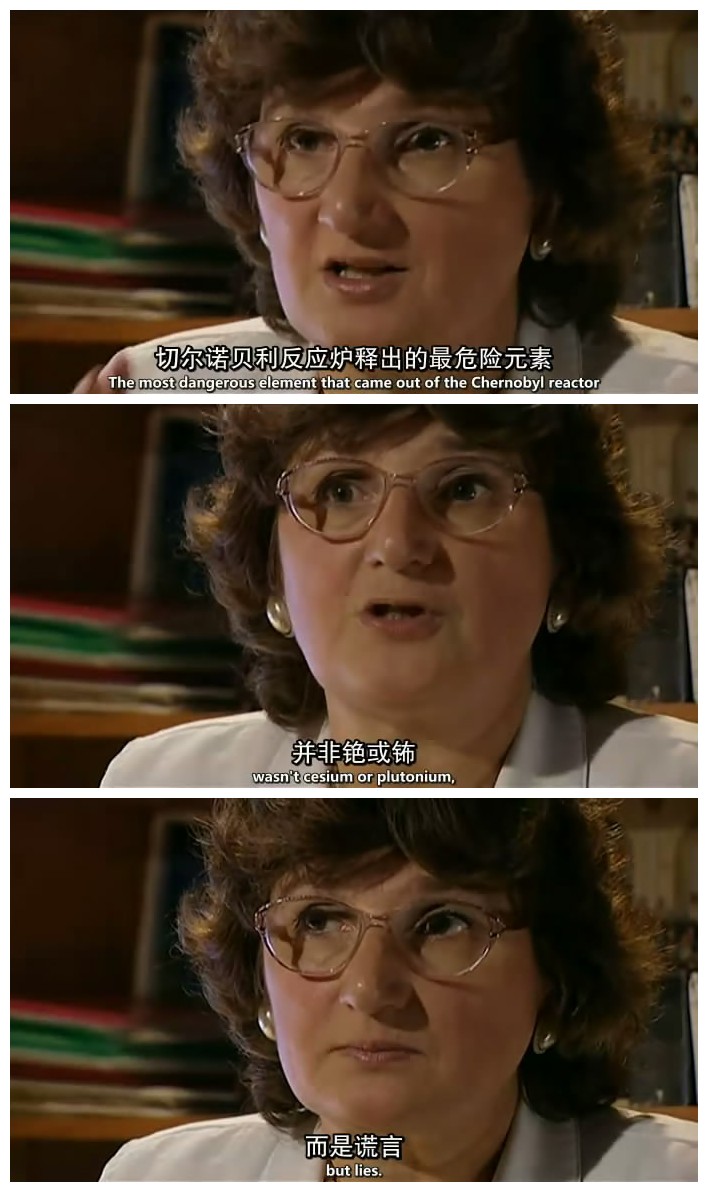 切尔诺贝利反应炉释出的最危险元素
The most dangerous element that came out of the Chernobyl reactor
并非铯或钸
wasn't cesium or plutonium,
而是谎言
but lies.